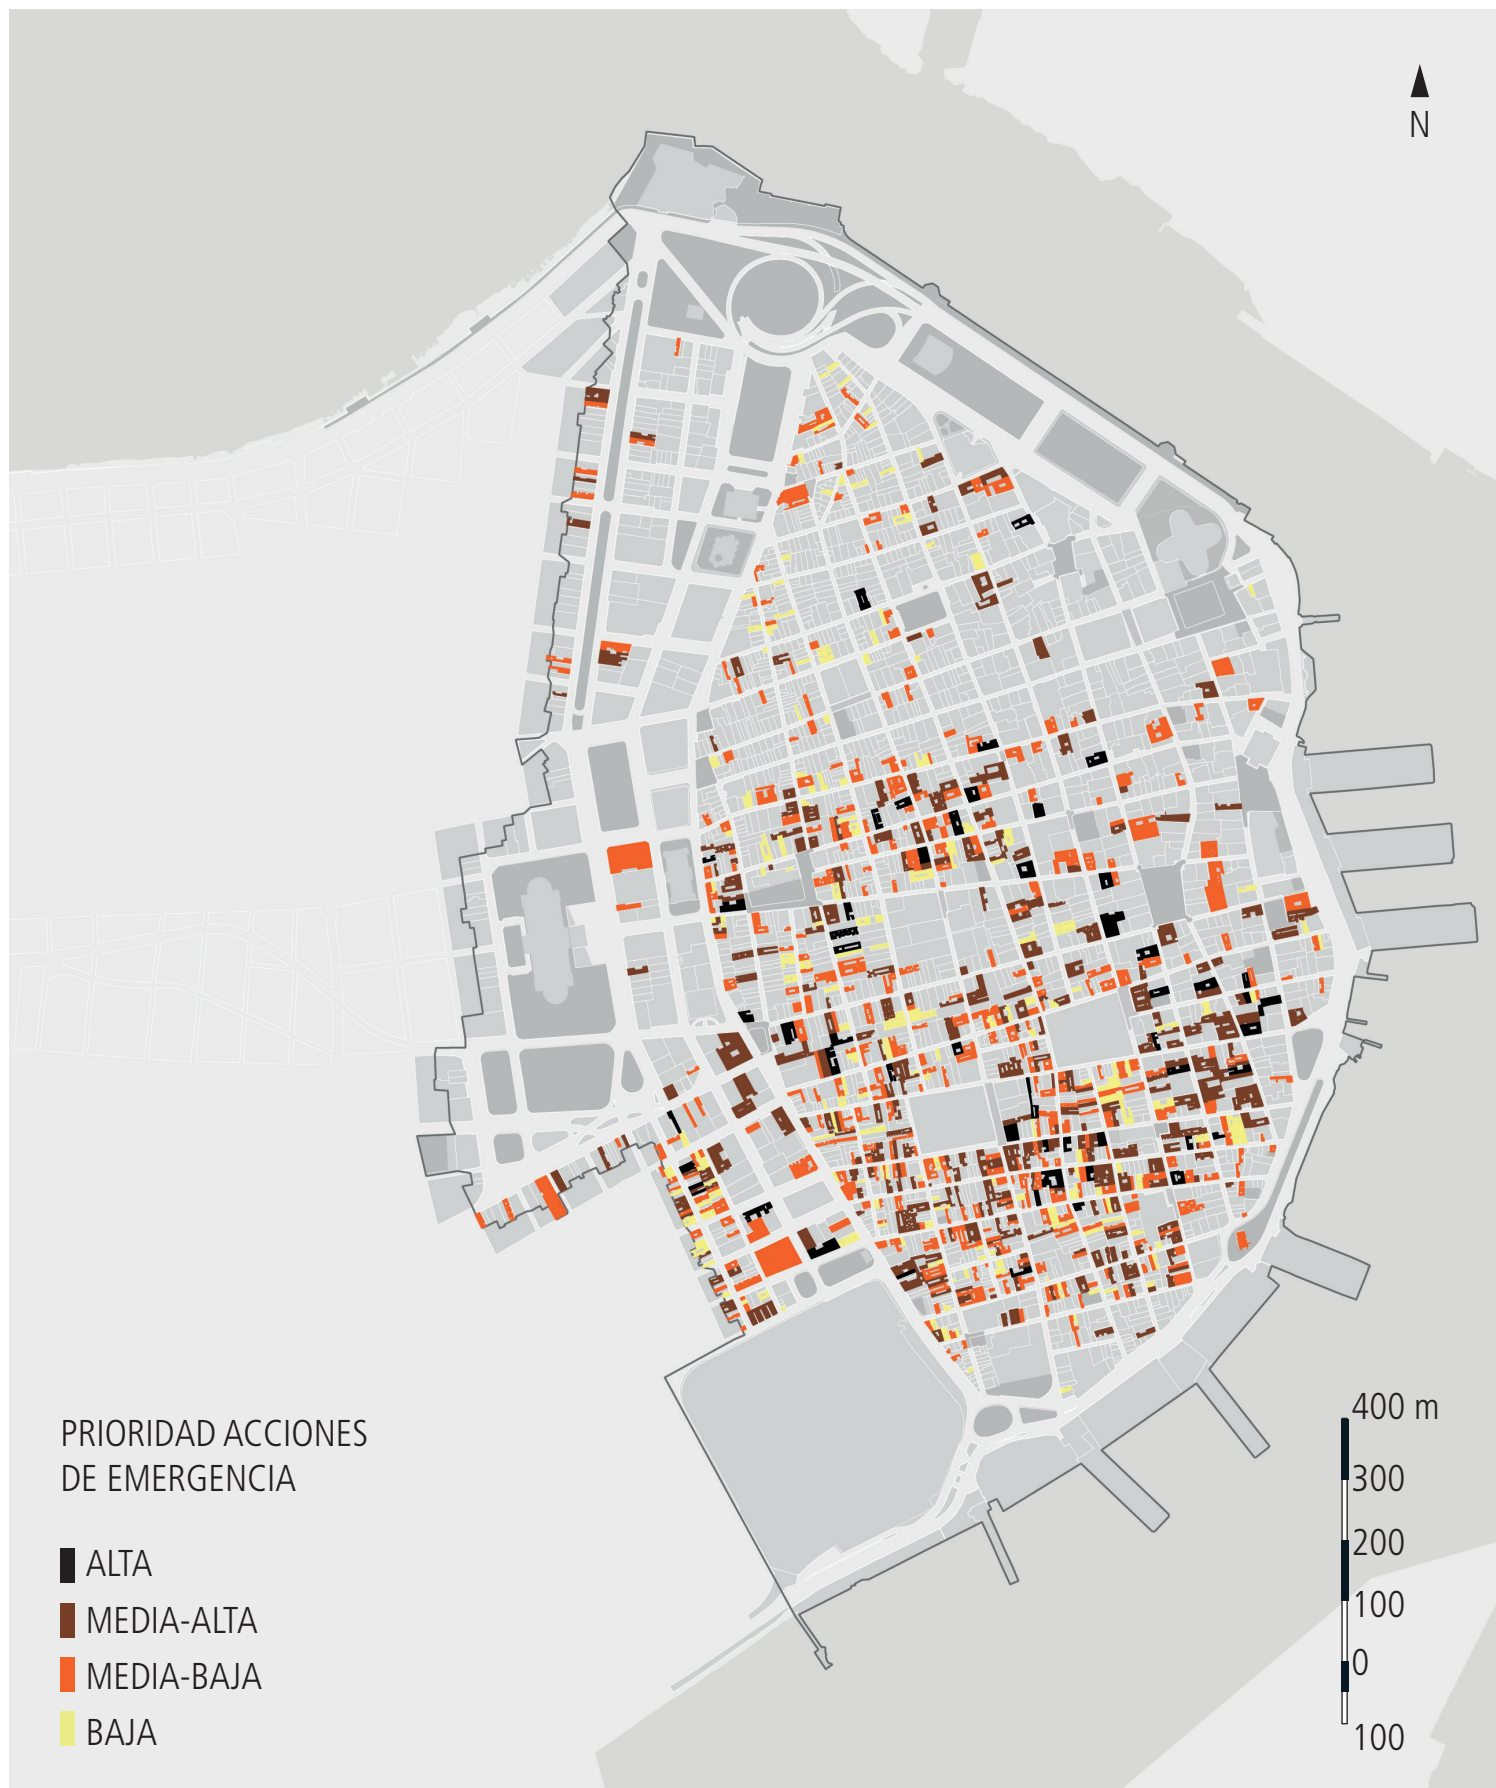 N
PRIORIDAD ACCIONES
DE EMERGENCIA
ALTA
MEDIA-ALTA
MEDIA-BAJA
BAJA
400 m
300
200
100
0
100